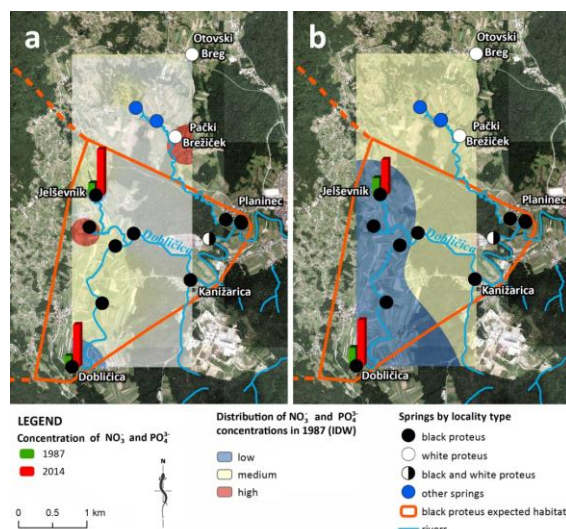 a
Otovski
Breg
Pački
Brežiček
Jelševnik
Planinec
Dobličica
Kanižarica
Dobličica
b
Otovski
Breg
Pački
Brežiček
Jelševnik
Planinec
Dobličica
Kanižarica
Dobličica
LEGEND
Concentration of NO₃⁻ and PO₄³⁻
1987
2014
N
0 0.5 1 km
Distribution of NO₃⁻ and PO₄³⁻
concentrations in 1987 (IDW)
low
medium
high
Springs by locality type
black proteus
white proteus
black and white proteus
other springs
black proteus expected habitat
rivers